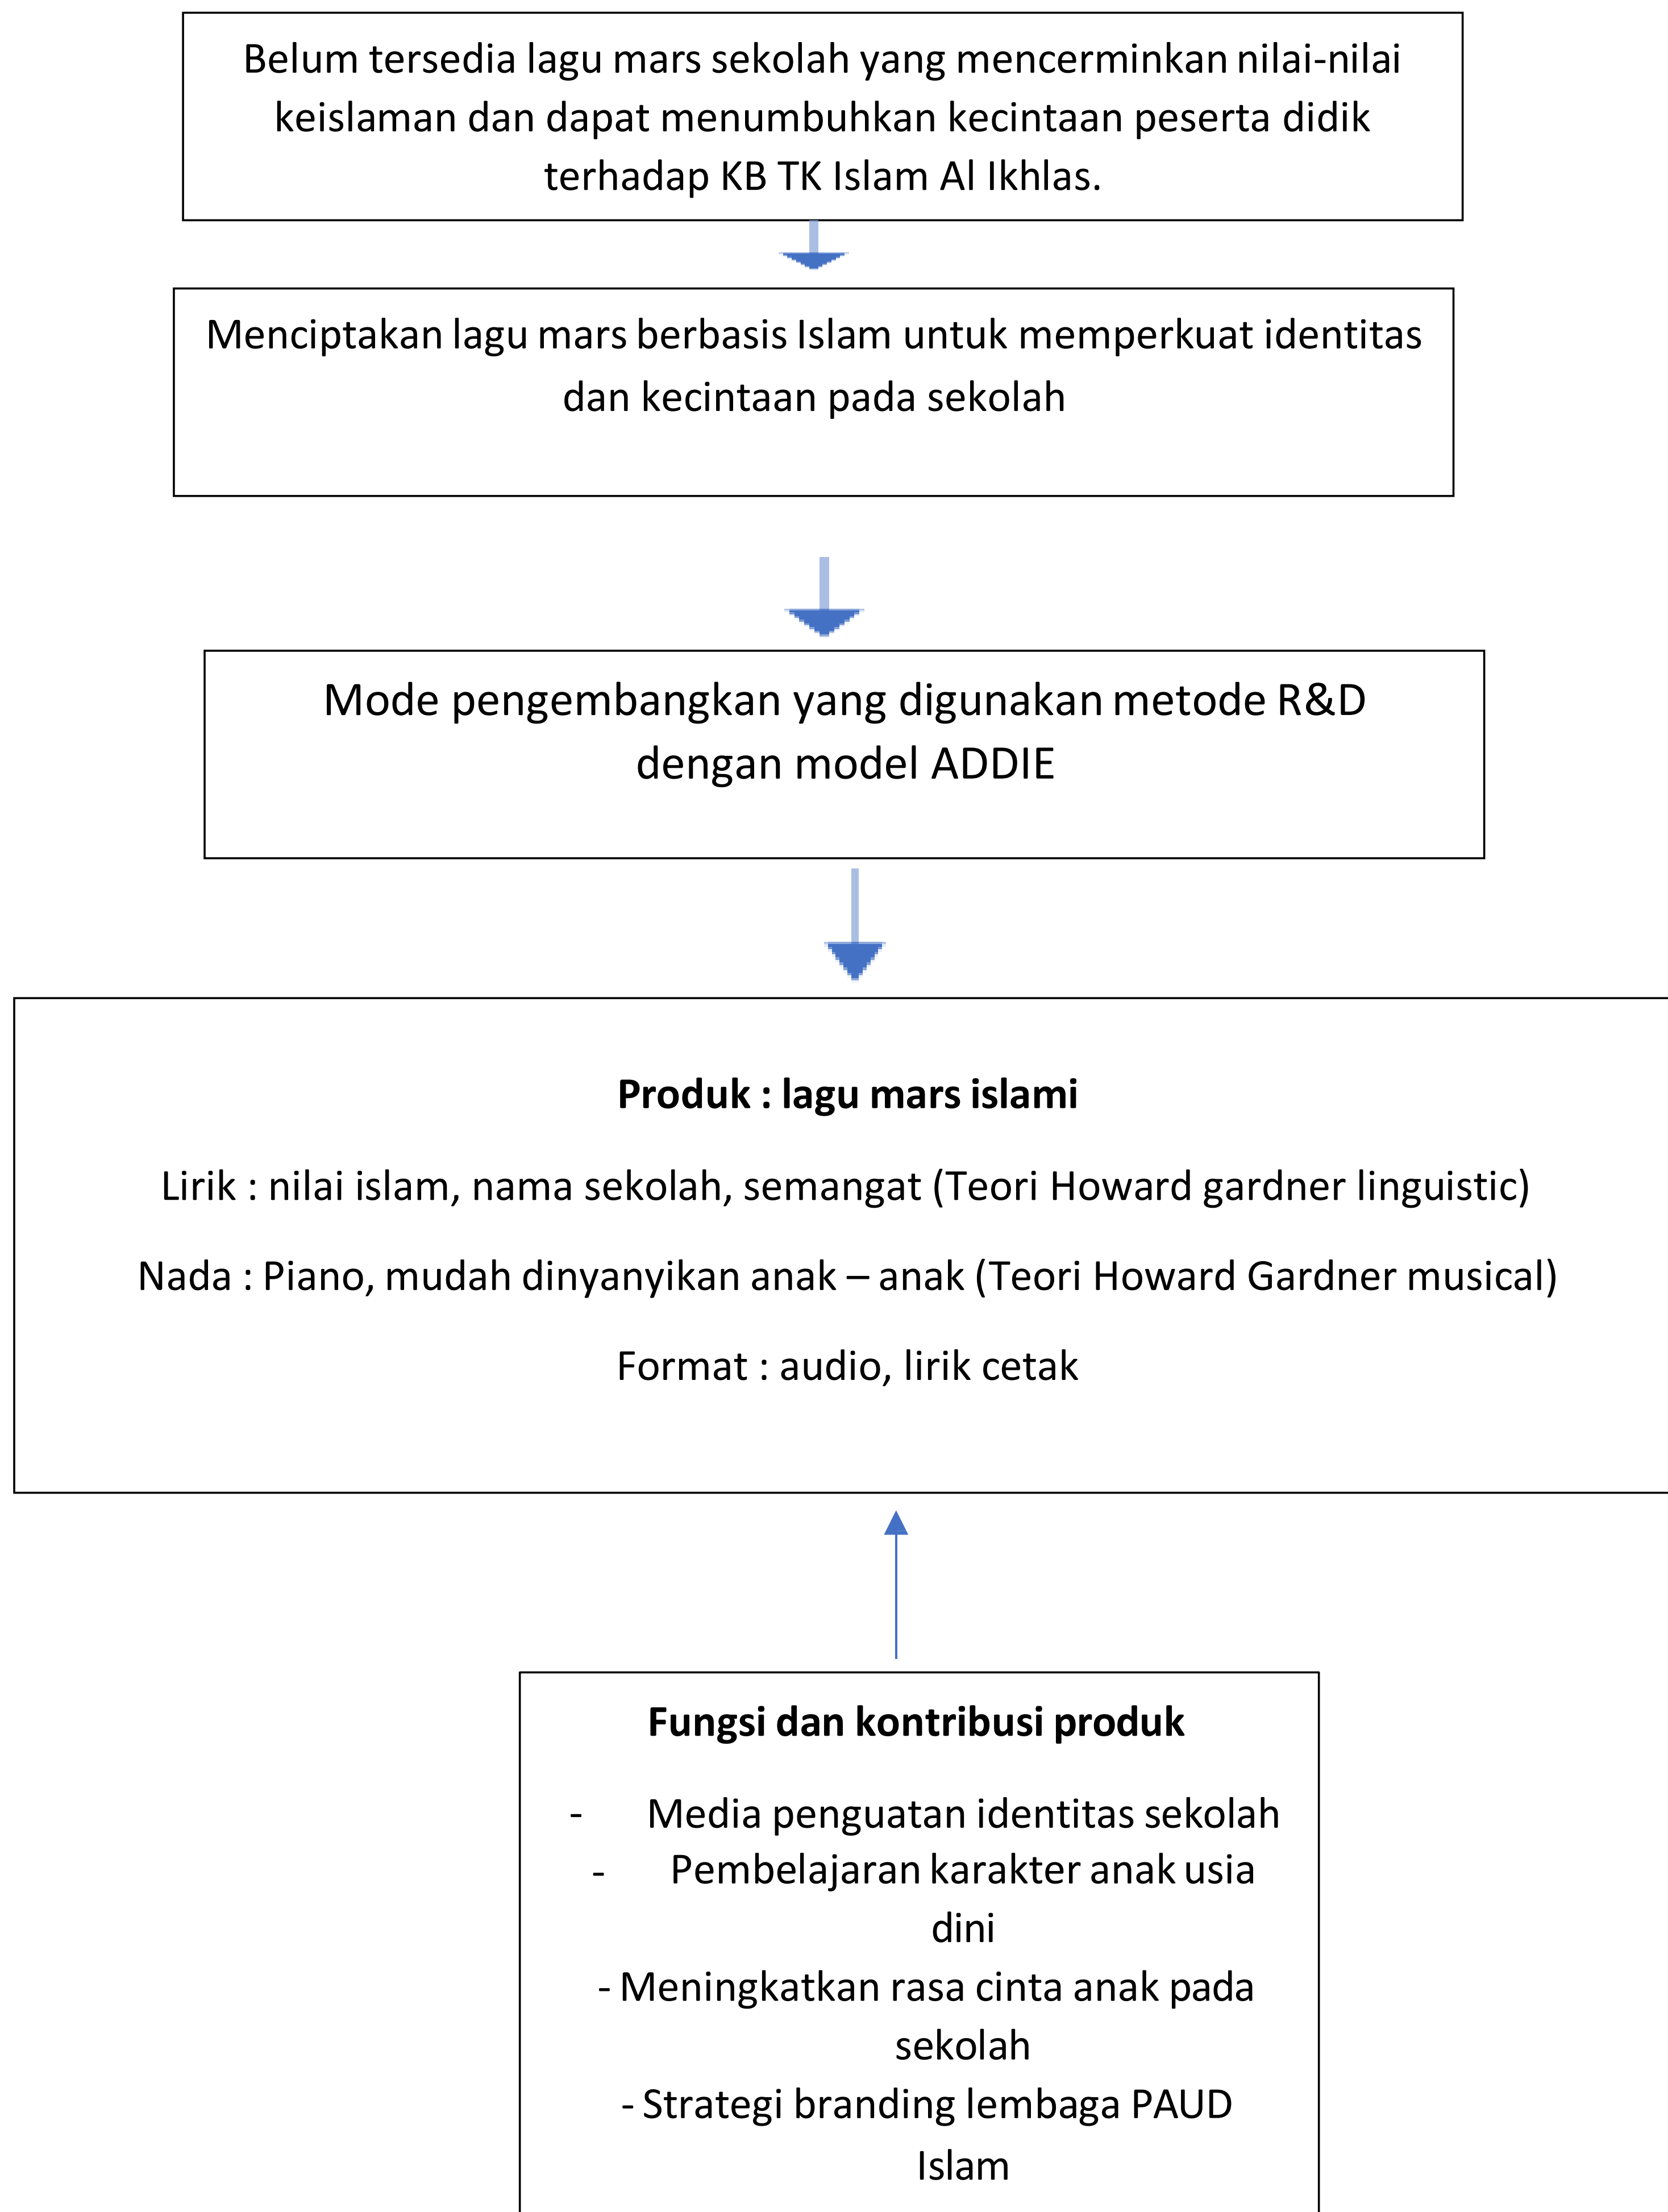 Belum tersedia lagu mars sekolah yang mencerminkan nilai-nilai
keislaman dan dapat menumbuhkan kecintaan peserta didik
terhadap KB TK Islam Al Ikhlas.
Menciptakan lagu mars berbasis Islam untuk memperkuat identitas
dan kecintaan pada sekolah
Mode pengembangkan yang digunakan metode R&D
dengan model ADDIE
Produk : lagu mars islami
Lirik : nilai islam, nama sekolah, semangat (Teori Howard gardner linguistic)
Nada : Piano, mudah dinyanyikan anak – anak (Teori Howard Gardner musical)
Format : audio, lirik cetak
Fungsi dan kontribusi produk
- Media penguatan identitas sekolah
- Pembelajaran karakter anak usia
dini
- Meningkatkan rasa cinta anak pada
sekolah
- Strategi branding lembaga PAUD
Islam